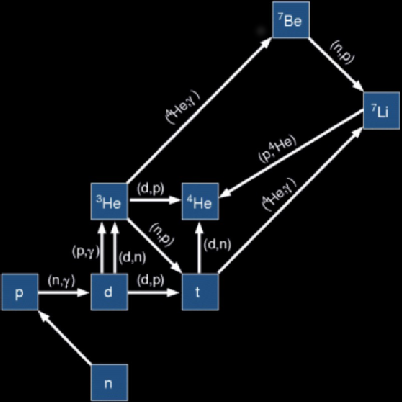 ⁷Be
(n,p)
(⁴He,γ)
⁷Li
(p,⁴He)
³He
(d,p)
⁴He
(⁴He,γ)
(n,p)
(p,γ)
(d,n)
(d,n)
p
(n,γ)
d
(d,p)
t
n